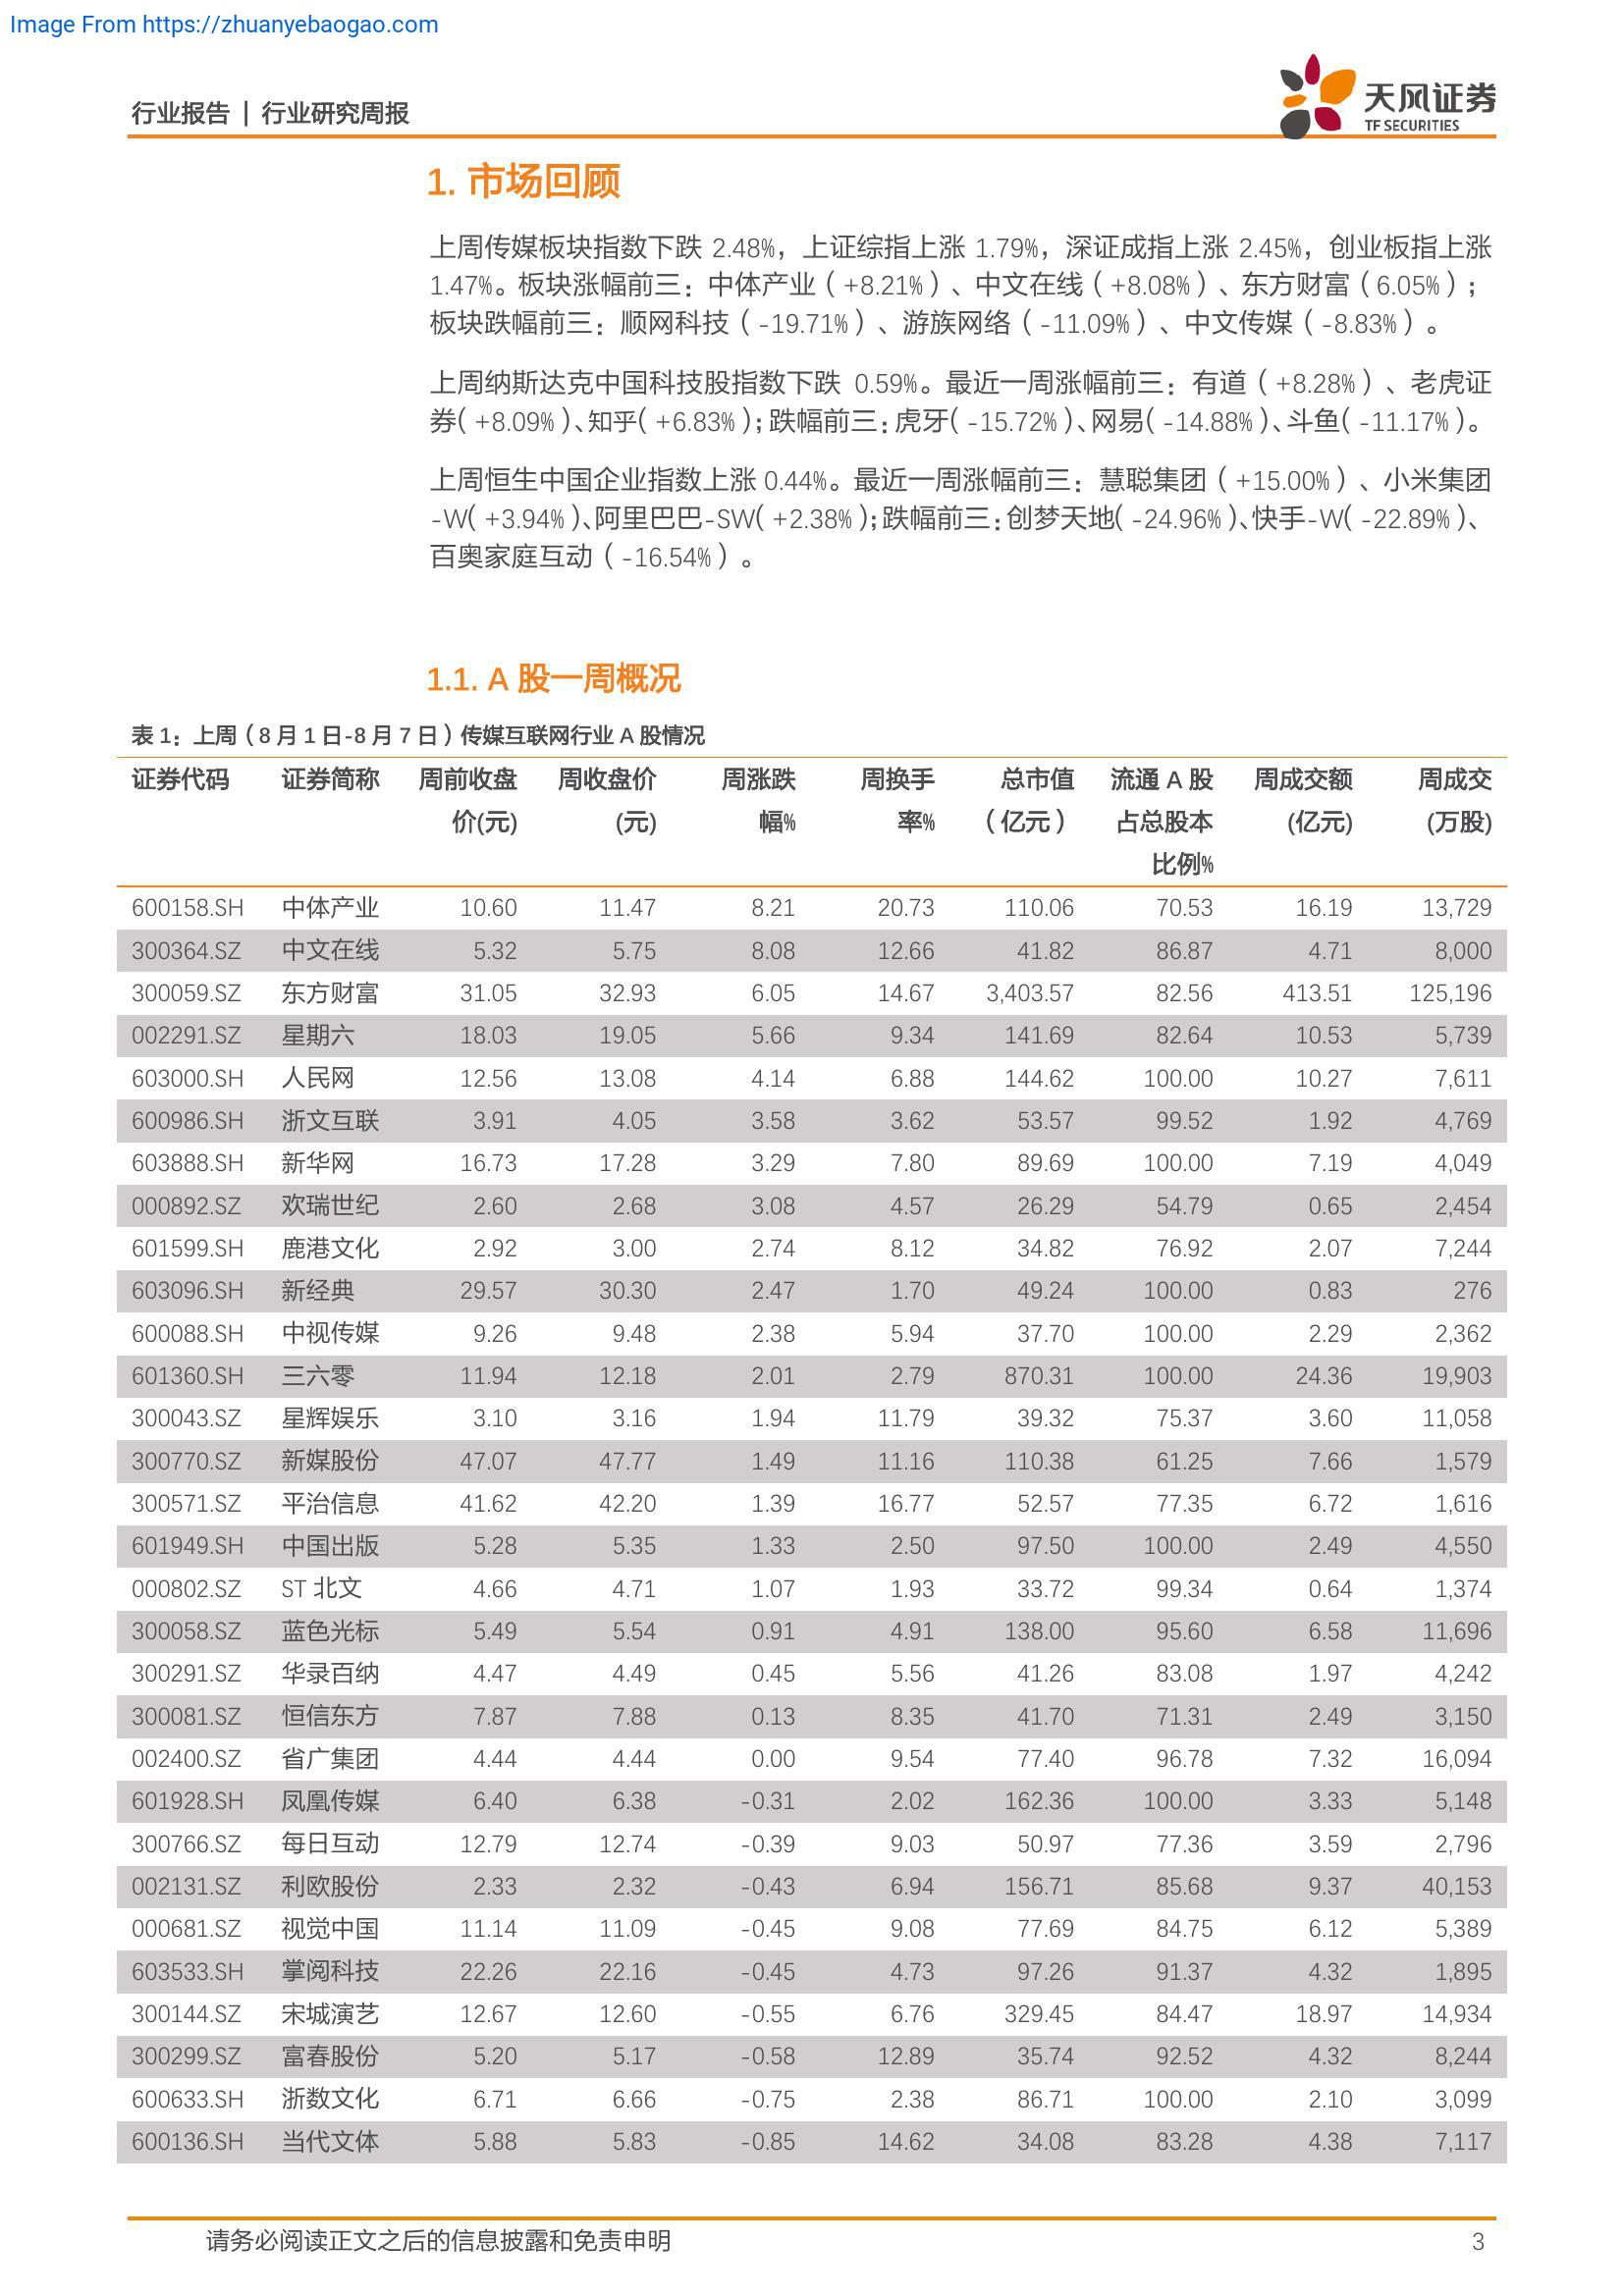 Image From https://zhuanyebaogao.com
行业报告 | 行业研究周报
天风证券
TF SECURITIES
1. 市场回顾
上周传媒板块指数下跌 2.48%，上证综指上涨 1.79%，深证成指上涨 2.45%，创业板指上涨
1.47%。板块涨幅前三：中体产业（+8.21%）、中文在线（+8.08%）、东方财富（6.05%）；
板块跌幅前三：顺网科技（-19.71%）、游族网络（-11.09%）、中文传媒（-8.83%）。
上周纳斯达克中国科技股指数下跌 0.59%。最近一周涨幅前三：有道（+8.28%）、老虎证
券（+8.09%）、知乎（+6.83%）；跌幅前三：虎牙（-15.72%）、网易（-14.88%）、斗鱼（-11.17%）。
上周恒生中国企业指数上涨 0.44%。最近一周涨幅前三：慧聪集团（+15.00%）、小米集团
-W（+3.94%）、阿里巴巴-SW（+2.38%）；跌幅前三：创梦天地（-24.96%）、快手-W（-22.89%）、
百奥家庭互动（-16.54%）。
1.1. A 股一周概况
表 1：上周（8 月 1 日-8 月 7 日）传媒互联网行业 A 股情况
证券代码 证券简称 周前收盘 周收盘价 周涨跌 周换手 总市值 流通 A 股 周成交额 周成交
价(元) (元) 幅% 率% （亿元） 占总股本 (亿元) (万股)
比例%
600158.SH 中体产业 10.60 11.47 8.21 20.73 110.06 70.53 16.19 13,729
300364.SZ 中文在线 5.32 5.75 8.08 12.66 41.82 86.87 4.71 8,000
300059.SZ 东方财富 31.05 32.93 6.05 14.67 3,403.57 82.56 413.51 125,196
002291.SZ 星期六 18.03 19.05 5.66 9.34 141.69 82.64 10.53 5,739
603000.SH 人民网 12.56 13.08 4.14 6.88 144.62 100.00 10.27 7,611
600986.SH 浙文互联 3.91 4.05 3.58 3.62 53.57 99.52 1.92 4,769
603888.SH 新华网 16.73 17.28 3.29 7.80 89.69 100.00 7.19 4,049
000892.SZ 欢瑞世纪 2.60 2.68 3.08 4.57 26.29 54.79 0.65 2,454
601599.SH 鹿港文化 2.92 3.00 2.74 8.12 34.82 76.92 2.07 7,244
603096.SH 新经典 29.57 30.30 2.47 1.70 49.24 100.00 0.83 276
600088.SH 中视传媒 9.26 9.48 2.38 5.94 37.70 100.00 2.29 2,362
601360.SH 三六零 11.94 12.18 2.01 2.79 870.31 100.00 24.36 19,903
300043.SZ 星辉娱乐 3.10 3.16 1.94 11.79 39.32 75.37 3.60 11,058
300770.SZ 新媒股份 47.07 47.77 1.49 11.16 110.38 61.25 7.66 1,579
300571.SZ 平治信息 41.62 42.20 1.39 16.77 52.57 77.35 6.72 1,616
601949.SH 中国出版 5.28 5.35 1.33 2.50 97.50 100.00 2.49 4,550
000802.SZ ST 北文 4.66 4.71 1.07 1.93 33.72 99.34 0.64 1,374
300058.SZ 蓝色光标 5.49 5.54 0.91 4.91 138.00 95.60 6.58 11,696
300291.SZ 华录百纳 4.47 4.49 0.45 5.56 41.26 83.08 1.97 4,242
300081.SZ 恒信东方 7.87 7.88 0.13 8.35 41.70 71.31 2.49 3,150
002400.SZ 省广集团 4.44 4.44 0.00 9.54 77.40 96.78 7.32 16,094
601928.SH 凤凰传媒 6.40 6.38 -0.31 2.02 162.36 100.00 3.33 5,148
300766.SZ 每日互动 12.79 12.74 -0.39 9.03 50.97 77.36 3.59 2,796
002131.SZ 利欧股份 2.33 2.32 -0.43 6.94 156.71 85.68 9.37 40,153
000681.SZ 视觉中国 11.14 11.09 -0.45 9.08 77.69 84.75 6.12 5,389
603533.SH 掌阅科技 22.26 22.16 -0.45 4.73 97.26 91.37 4.32 1,895
300144.SZ 宋城演艺 12.67 12.60 -0.55 6.76 329.45 84.47 18.97 14,934
300299.SZ 富春股份 5.20 5.17 -0.58 12.89 35.74 92.52 4.32 8,244
600633.SH 浙数文化 6.71 6.66 -0.75 2.38 86.71 100.00 2.10 3,099
600136.SH 当代文体 5.88 5.83 -0.85 14.62 34.08 83.28 4.38 7,117
请务必阅读正文之后的信息披露和免责申明 3